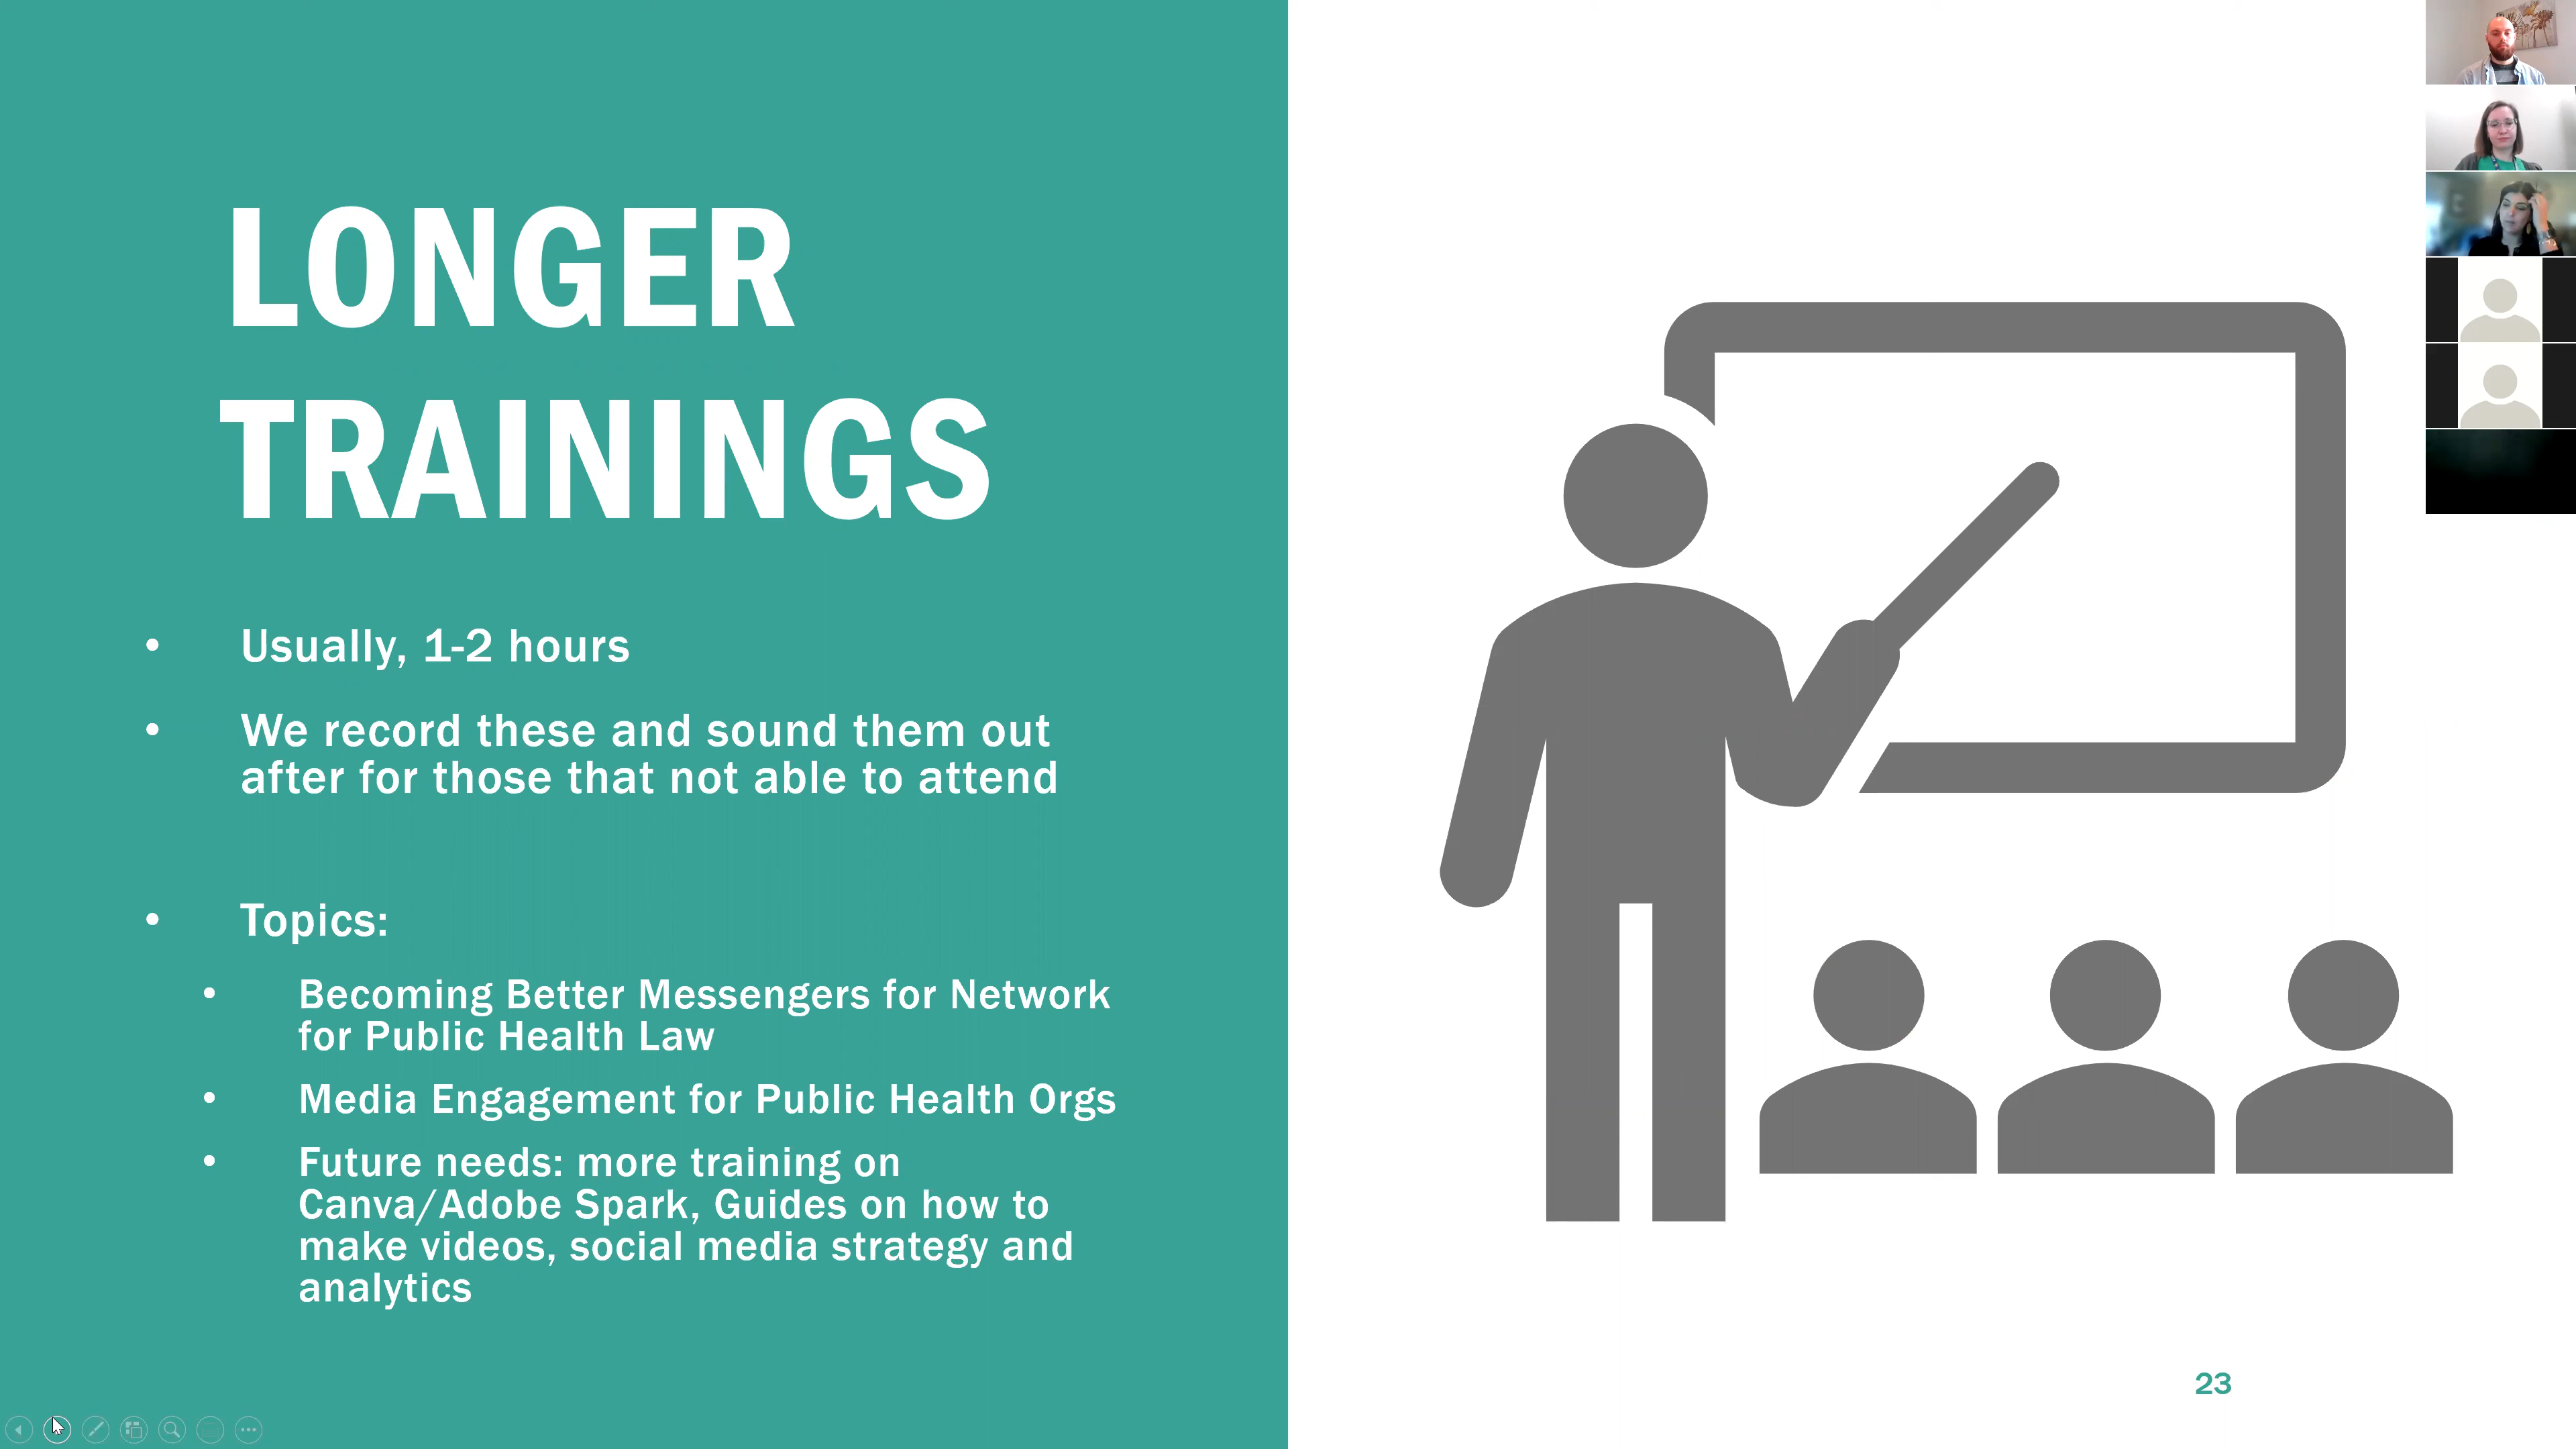 LONGER
TRAININGS
• Usually, 1-2 hours
• We record these and sound them out
after for those that not able to attend
• Topics:
• Becoming Better Messengers for Network
for Public Health Law
• Media Engagement for Public Health Orgs
• Future needs: more training on
Canva/Adobe Spark, Guides on how to
make videos, social media strategy and
analytics
23